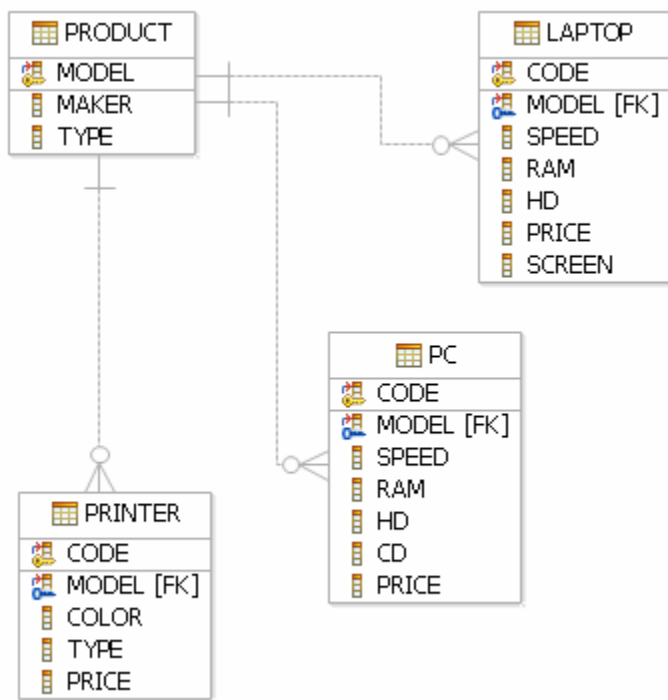 PRODUCT
MODEL
MAKER
TYPE
LAPTOP
CODE
MODEL [FK]
SPEED
RAM
HD
PRICE
SCREEN
PC
CODE
MODEL [FK]
SPEED
RAM
HD
CD
PRICE
PRINTER
CODE
MODEL [FK]
COLOR
TYPE
PRICE